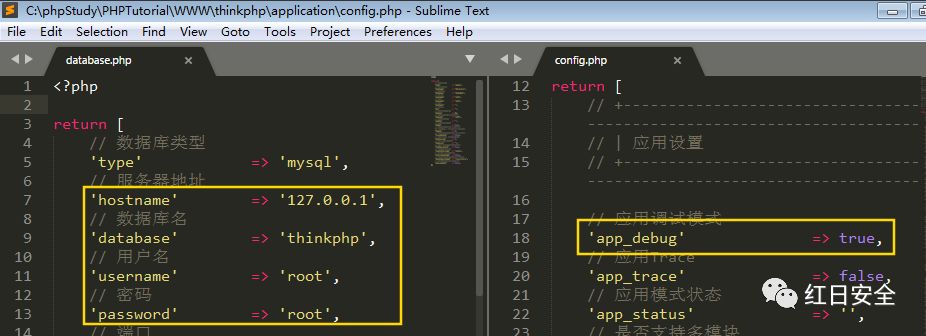 C:\phpStudy\PHPTutorial\WWW\thinkphp\application\config.php - Sublime Text
File Edit Selection Find View Goto Tools Project Preferences Help
database.php
1 <?php
2
3 return [
4 // 数据库类型
5 'type' => 'mysql',
6 // 服务器地址
7 'hostname' => '127.0.0.1',
8 // 数据库名
9 'database' => 'thinkphp',
10 // 用户名
11 'username' => 'root',
12 // 密码
13 'password' => 'root',
14 // 端口
config.php
12 return [
13 // +---------------------------------
----------------------------------
14 // | 应用设置
15 // +---------------------------------
----------------------------------
16
17 // 应用调试模式
18 'app_debug' => true,
19 // 应用Trace
20 'app_trace' => false,
21 // 应用模式状态
22 'app_status' => '',
23 // 是否支持多模块
红日安全